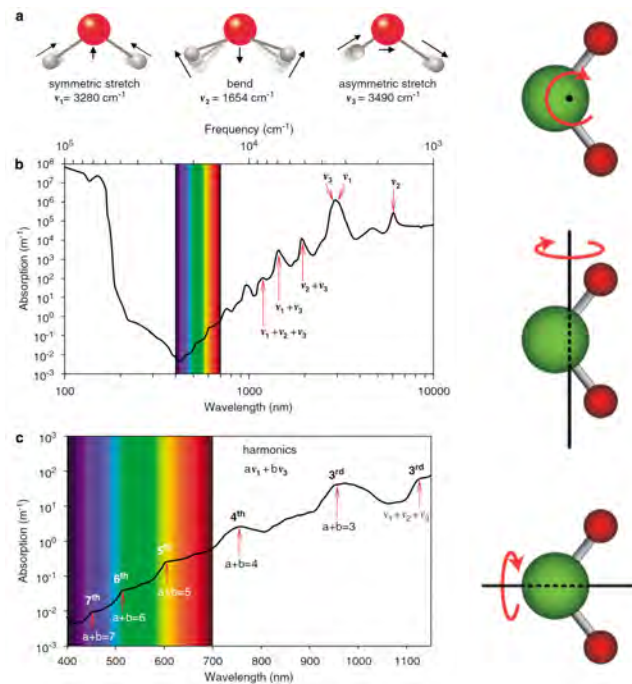 a
symmetric stretch
ν₁= 3280 cm⁻¹
bend
ν₂ = 1654 cm⁻¹
asymmetric stretch
ν₃ = 3490 cm⁻¹
Frequency (cm⁻¹)
10⁵ 10⁴ 10³
b
Absorption (m⁻¹)
10⁸
10⁷
10⁶
10⁵
10⁴
10³
10²
10¹
10⁰
10⁻¹
10⁻²
10⁻³
ν₃ ν₁
ν₂
ν₂+ν₃
ν₁+ν₃
ν₁+ν₂+ν₃
100 1000 10000
Wavelength (nm)
c
Absorption (m⁻¹)
10³
10²
10¹
10⁰
10⁻¹
10⁻²
10⁻³
harmonics
aν₁+bν₃
3ʳᵈ
3ʳᵈ
ν₁+ν₂+ν₃
a+b=3
4ᵗʰ
a+b=4
5ᵗʰ
a+b=5
6ᵗʰ
a+b=6
7ᵗʰ
a+b=7
400 500 600 700 800 900 1000 1100
Wavelength (nm)